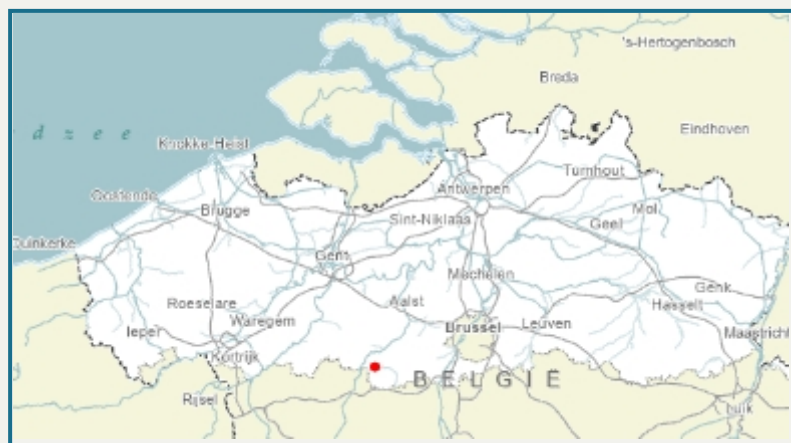 's-Hertogenbosch
Breda
d z e e
Eindhoven
Knokke-Heist
Turnhout
Oostende
Antwerpen
Brugge
Mol
Sint-Niklaas
Geel
Duinkerke
Gent
Mechelen
Genk
Roeselare
Aalst
Hasselt
Ieper
Waregem
Brussel
Leuven
Maastricht
Kortrijk
BELGIË
Rijsel
Luik